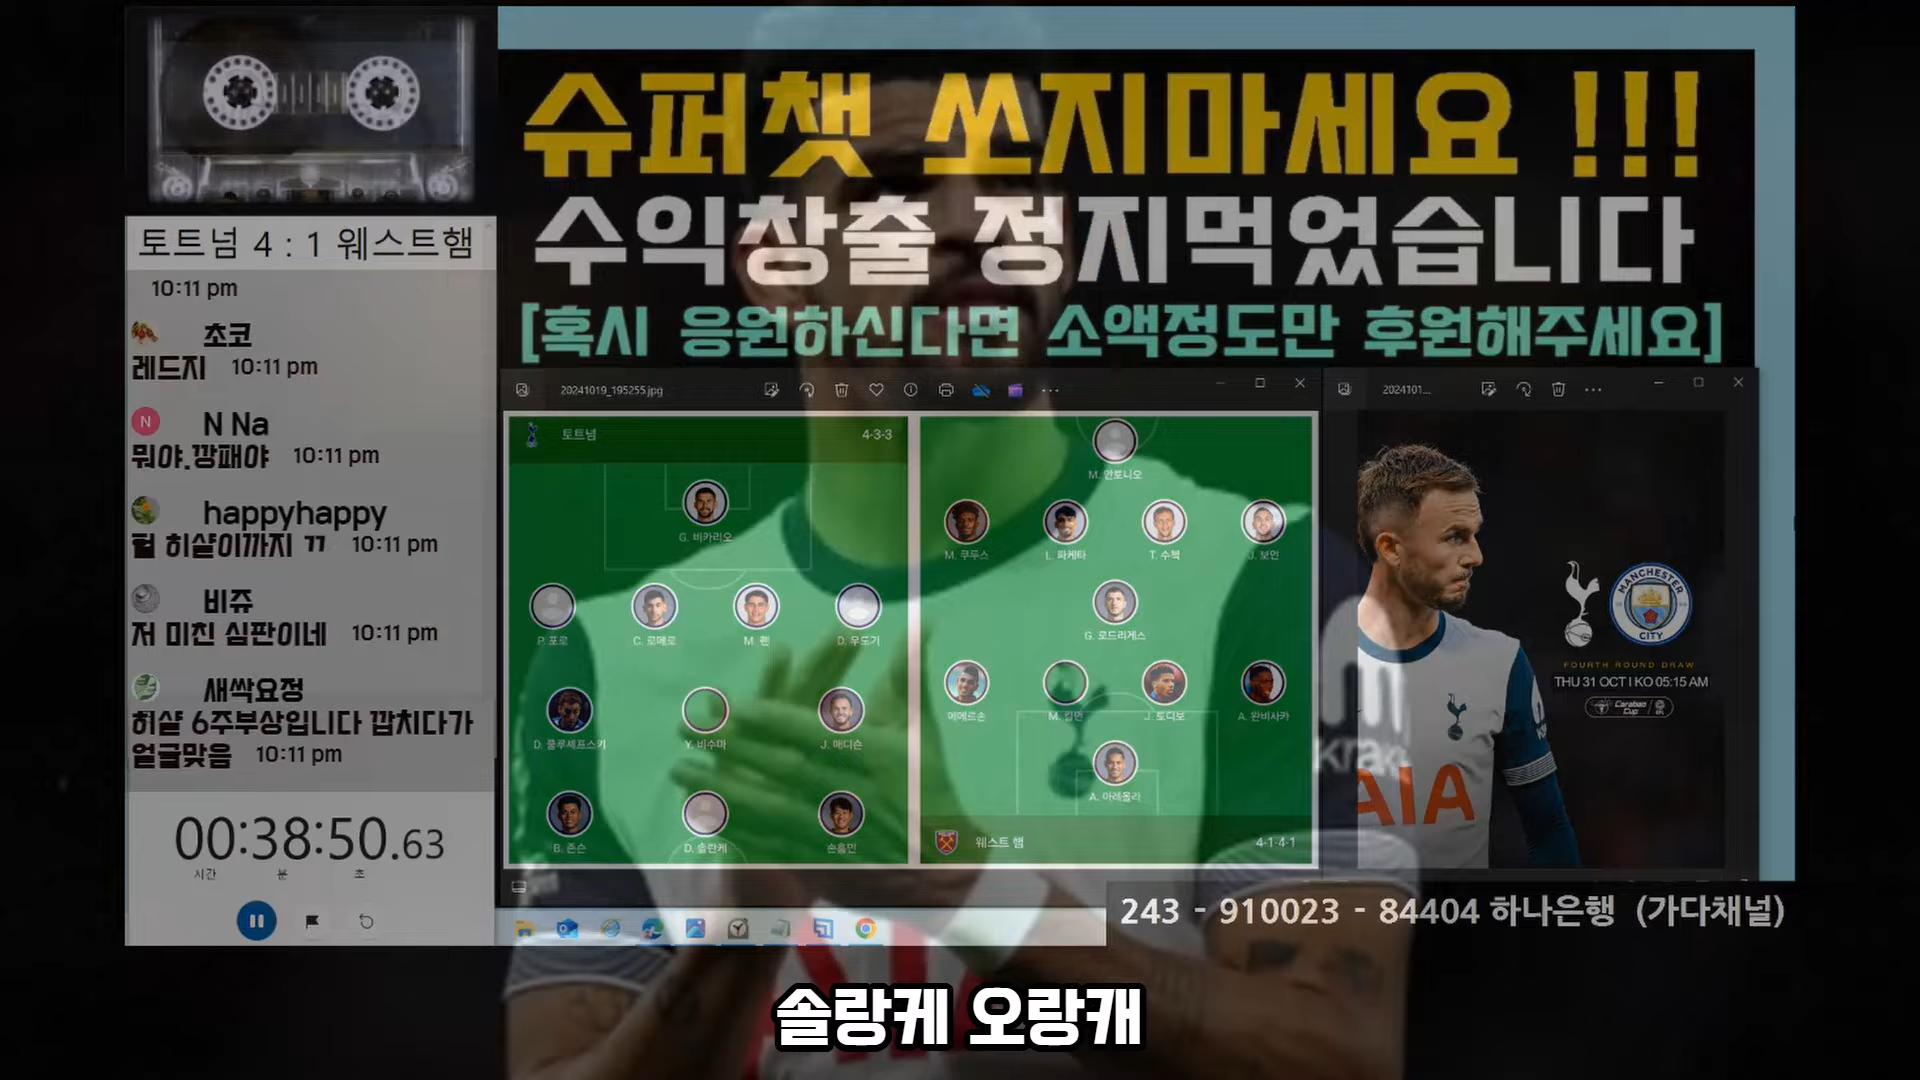 슈퍼챗 쏘지마세요 !!!
수익창출 정지먹었습니다
[혹시 응원하신다면 소액정도만 후원해주세요]
토트넘 4 : 1 웨스트햄
10:11 pm
초코
레드지 10:11 pm
N
N Na
뭐야.깡패야 10:11 pm
happyhappy
헐 히샬이까지 ㄲ 10:11 pm
비쥬
저 미친 심판이네 10:11 pm
새싹요정
히샬 6주부상입니다 깝치다가
얼굴맞음 10:11 pm
00:38:50.63
시간 분 초
20241019_195255.jpg
토트넘 4-3-3
G. 비카리오
P. 포로 C. 로메로 M. 펜 D. 우도기
D. 쿨루셰프스키 Y. 비수마 J. 매디슨
B. 존슨 D. 솔란케 손흥민
M. 안토니오
M. 쿠두스 L. 파케타 T. 수첵 J. 보언
G. 로드리게스
에메르손 M. 킬먼 J. 토디보 A. 완비사카
A. 아레올라
웨스트 햄 4-1-4-1
2024101...
MANCHESTER
CITY
FOURTH ROUND DRAW
THU 31 OCT I KO 05:15 AM
Carabao Cup EFL
AIA
kraken
243 - 910023 - 84404 하나은행 (가다채널)
솔랑케 오랑캐